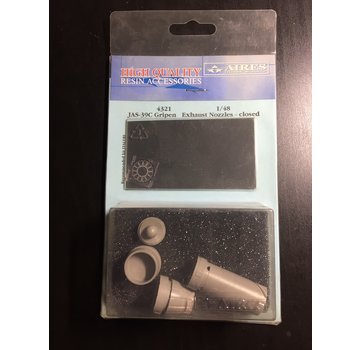 HIGH QUALITY
RESIN ACCESSORIES
AIRES
4321 1/48
JAS-39C Gripen Exhaust Nozzles - closed